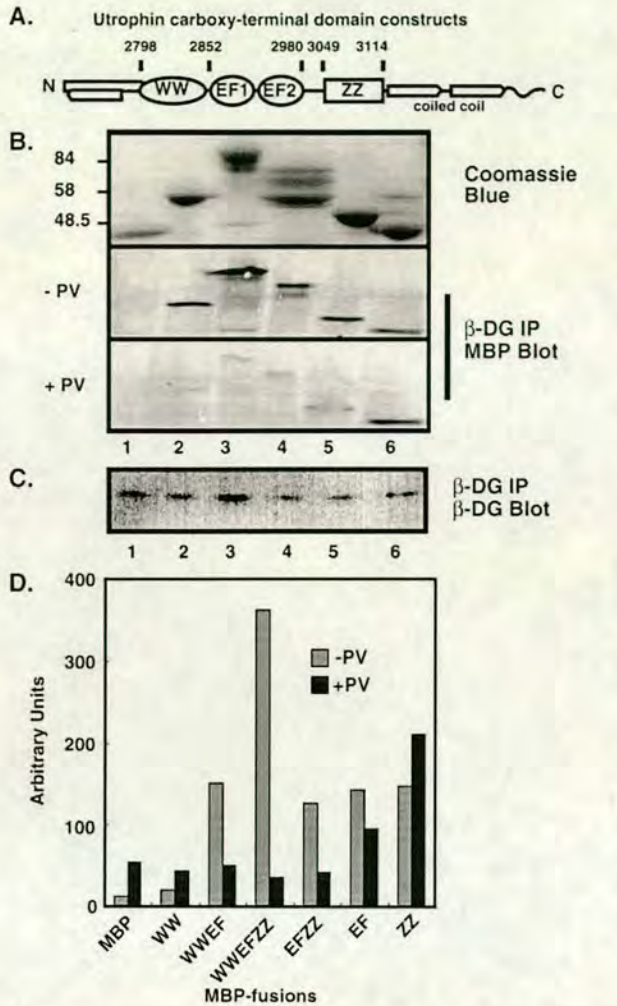 A.
Utrophin carboxy-terminal domain constructs
2798 2852 2980 3049 3114
N WW EF1 EF2 ZZ C
coiled coil
B.
84
58
48.5
Coomassie
Blue
- PV
+ PV
β-DG IP
MBP Blot
1 2 3 4 5 6
C.
β-DG IP
β-DG Blot
1 2 3 4 5 6
D.
400
300
200
100
0
Arbitrary Units
-PV
+PV
MBP WW WWEF WWEFZZ EFZZ EF ZZ
MBP-fusions